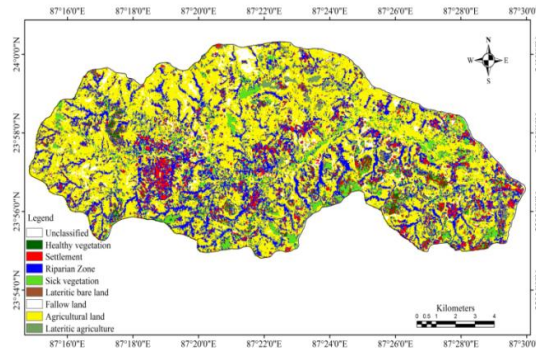 87°16'0"E 87°18'0"E 87°20'0"E 87°22'0"E 87°24'0"E 87°26'0"E 87°28'0"E 87°30'0"E
24°0'0"N
N
W E
S
23°58'0"N
23°56'0"N
23°54'0"N
Legend
Unclassified
Healthy vegetation
Settlement
Riparian Zone
Sick vegetation
Lateritic bare land
Fallow land
Agricultural land
Lateritic agriculture
Kilometers
0 0.5 1 2 3 4
87°16'0"E 87°18'0"E 87°20'0"E 87°22'0"E 87°24'0"E 87°26'0"E 87°28'0"E 87°30'0"E